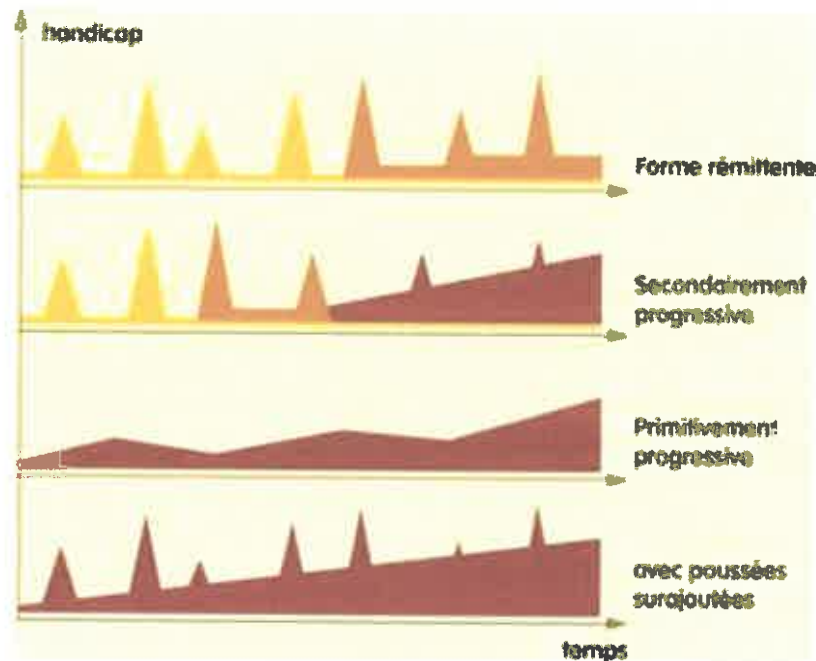 handicap
Forme rémittente
Secondairement
progressive
Primitivement
progressive
avec poussées
surajoutées
temps